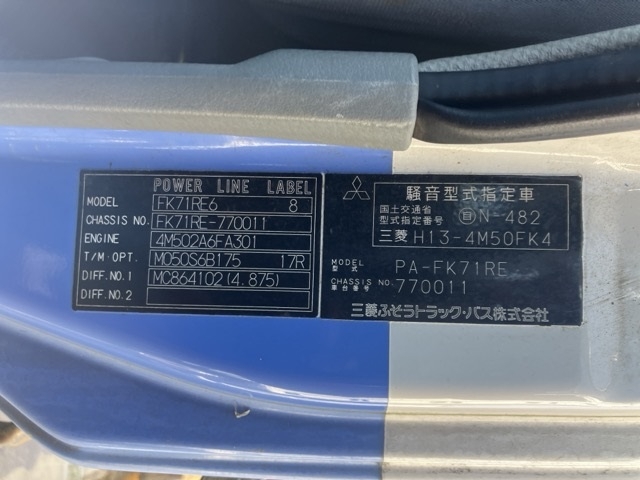 POWER LINE LABEL
MODEL FK71RE6 8
CHASSIS NO. FK71RE-770011
ENGINE 4M502A6FA301
T/M・OPT. M050S6B175 17R
DIFF.NO.1 MC864102(4.875)
DIFF.NO.2
騒音型式指定車
国土交通省
型式指定番号 自N-482
三菱 H13-4M50FK4
MODEL
型式 PA-FK71RE
CHASSIS NO.
車台番号 770011
三菱ふそうトラック・バス株式会社